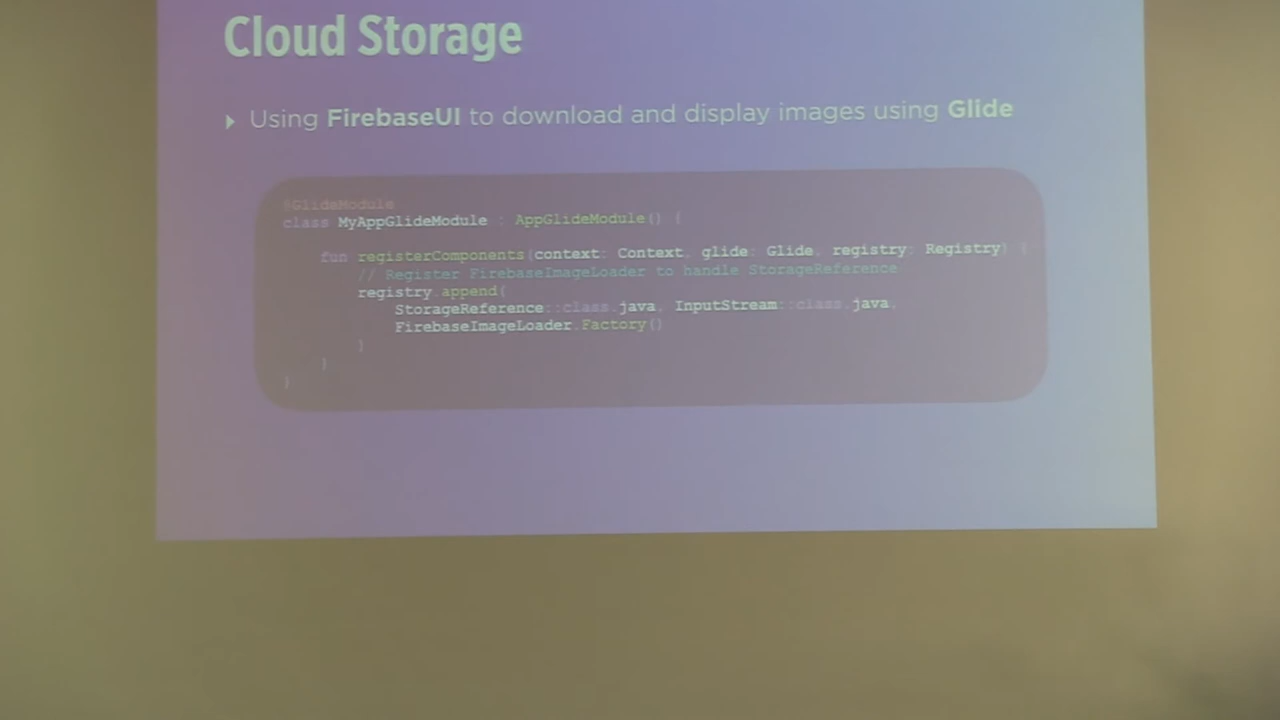 Cloud Storage
Using FirebaseUI to download and display images using Glide
@GlideModule
class MyAppGlideModule : AppGlideModule() {
fun registerComponents(context: Context, glide: Glide, registry: Registry) {
// Register FirebaseImageLoader to handle StorageReference
registry.append(
StorageReference::class.java, InputStream::class.java,
FirebaseImageLoader.Factory()
)
}
}